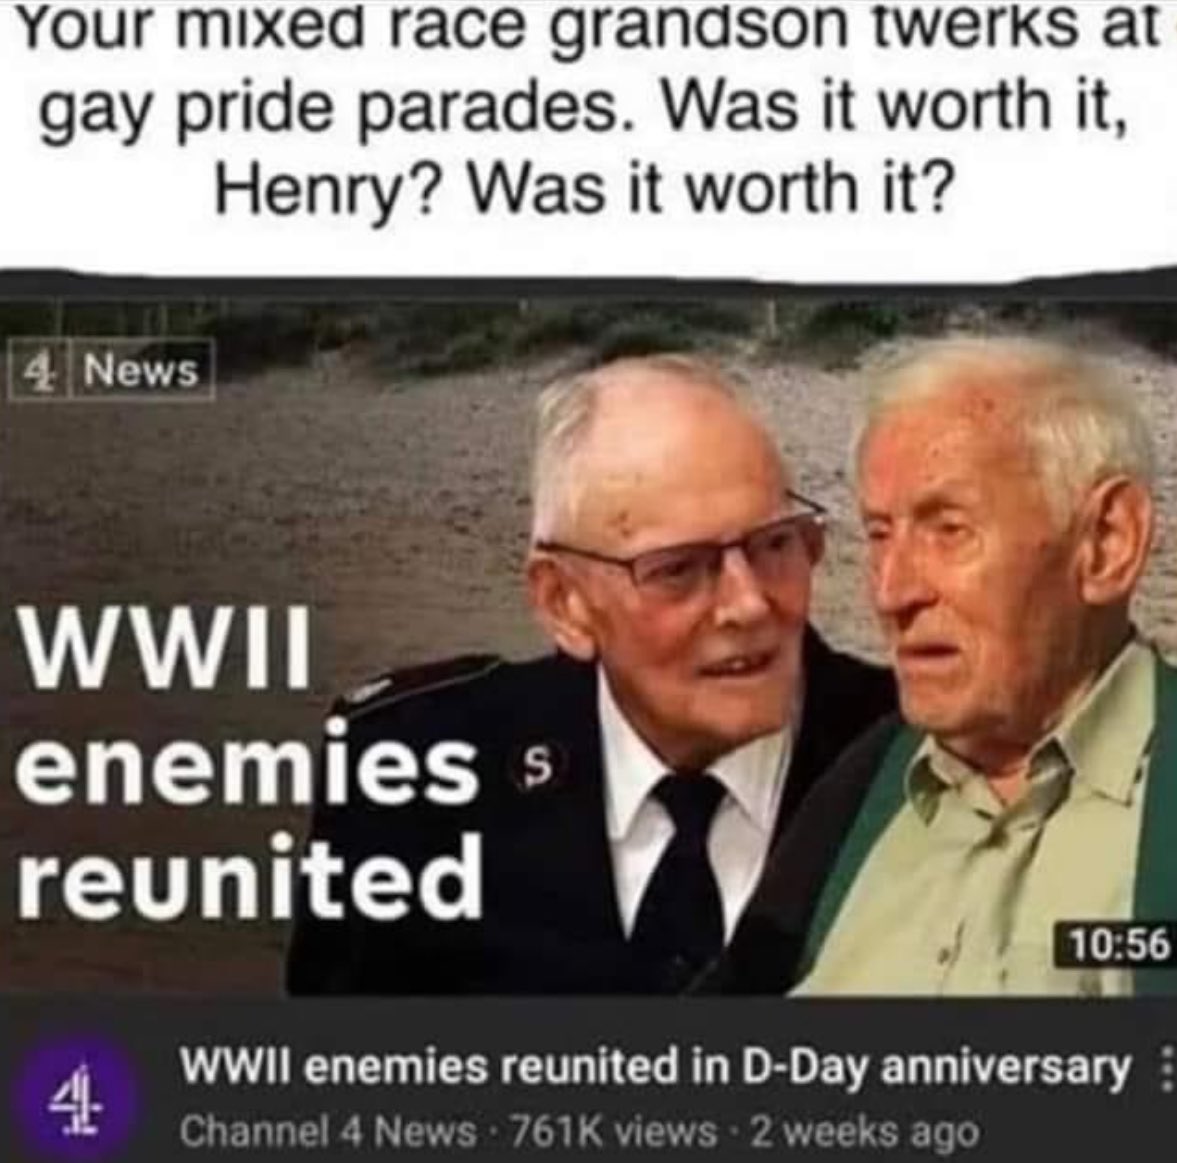 Your mixed race grandson twerks at
gay pride parades. Was it worth it,
Henry? Was it worth it?
4 News
WWII
enemies
reunited
S
10:56
4
WWII enemies reunited in D-Day anniversary
Channel 4 News · 761K views · 2 weeks ago